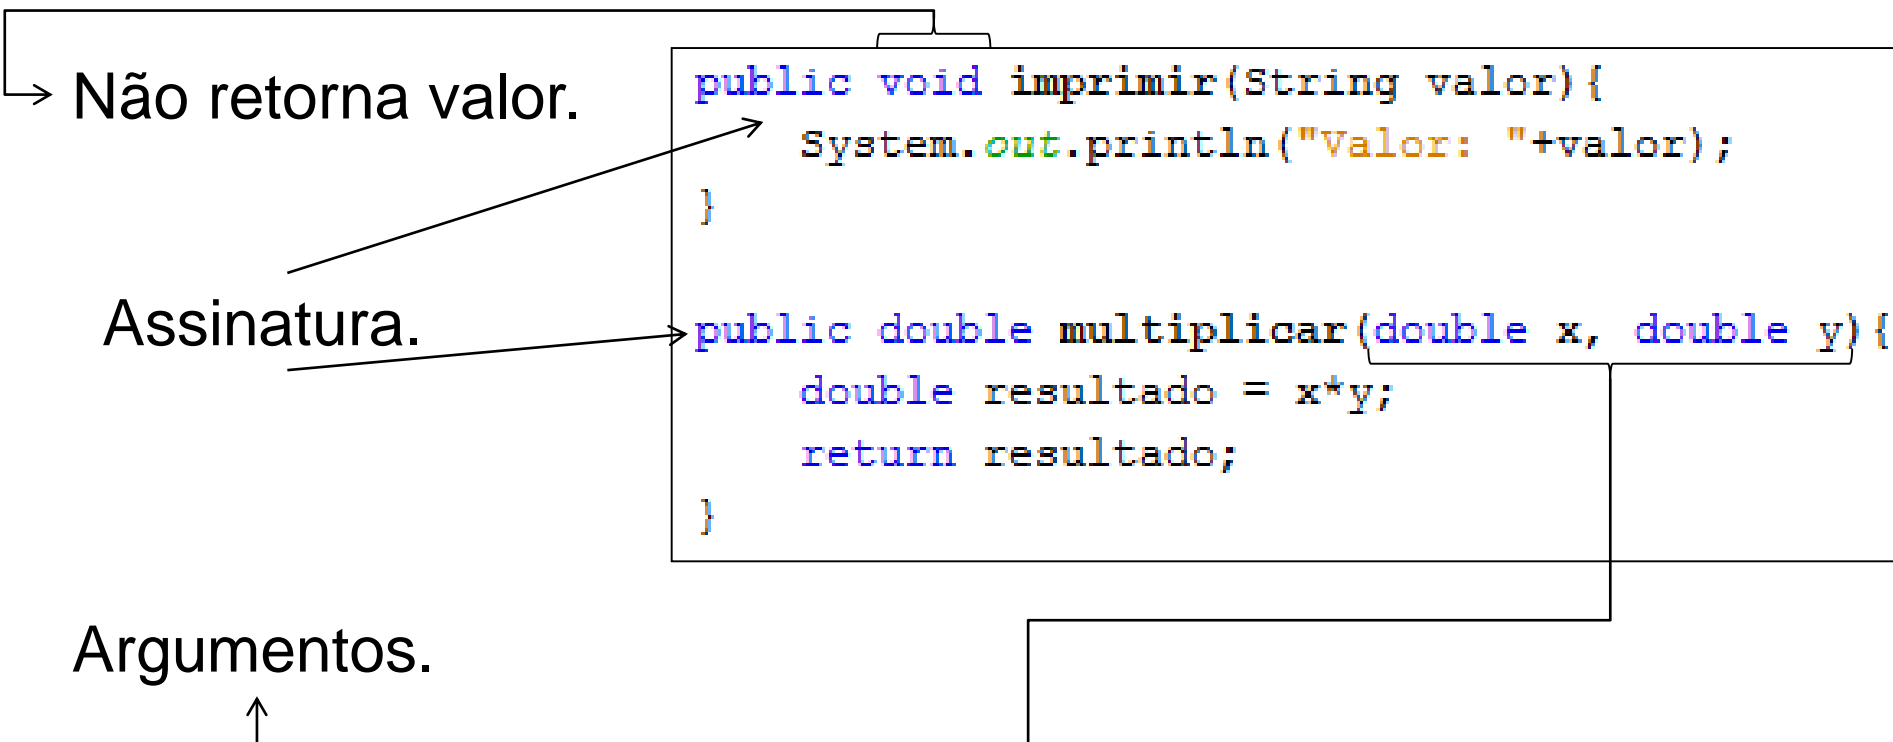 Não retorna valor.
Assinatura.
Argumentos.
public void imprimir(String valor){
System.out.println("Valor: "+valor);
}
public double multiplicar(double x, double y){
double resultado = x*y;
return resultado;
}